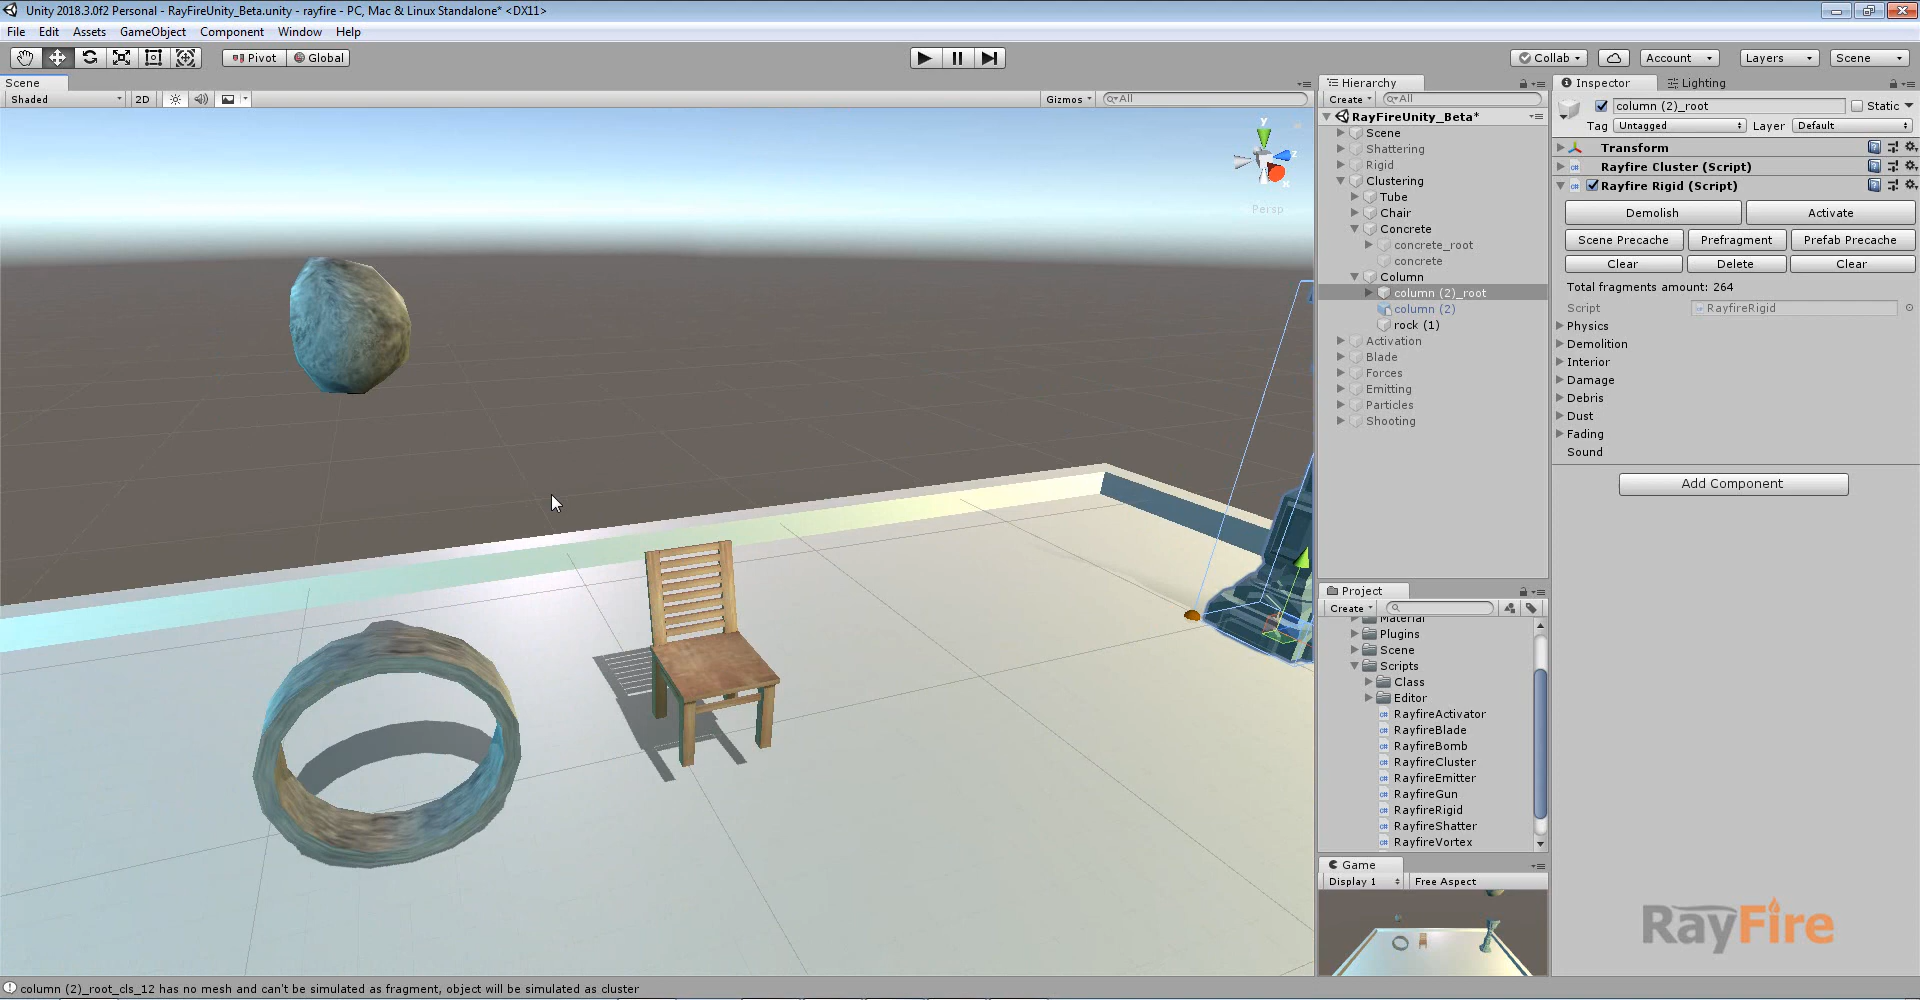 Unity 2018.3.0f2 Personal - RayFireUnity_Beta.unity - rayfire - PC, Mac & Linux Standalone* <DX11>
File Edit Assets GameObject Component Window Help
Pivot Global Collab Account Layers Scene
Scene
Shaded 2D Gizmos All
y
z
x
Persp
Hierarchy
Create All
RayFireUnity_Beta*
Scene
Shattering
Rigid
Clustering
Tube
Chair
Concrete
concrete_root
concrete
Column
column (2)_root
column (2)
rock (1)
Activation
Blade
Forces
Emitting
Particles
Shooting
Project
Create
Material
Plugins
Scene
Scripts
Class
Editor
RayfireActivator
RayfireBlade
RayfireBomb
RayfireCluster
RayfireEmitter
RayfireGun
RayfireRigid
RayfireShatter
RayfireVortex
Game
Display 1 Free Aspect
Inspector Lighting
column (2)_root Static
Tag Untagged Layer Default
Transform
Rayfire Cluster (Script)
Rayfire Rigid (Script)
Demolish Activate
Scene Precache Prefragment Prefab Precache
Clear Delete Clear
Total fragments amount: 264
Script RayfireRigid
Physics
Demolition
Interior
Damage
Debris
Dust
Fading
Sound
Add Component
RayFire
column (2)_root_cls_12 has no mesh and can't be simulated as fragment, object will be simulated as cluster